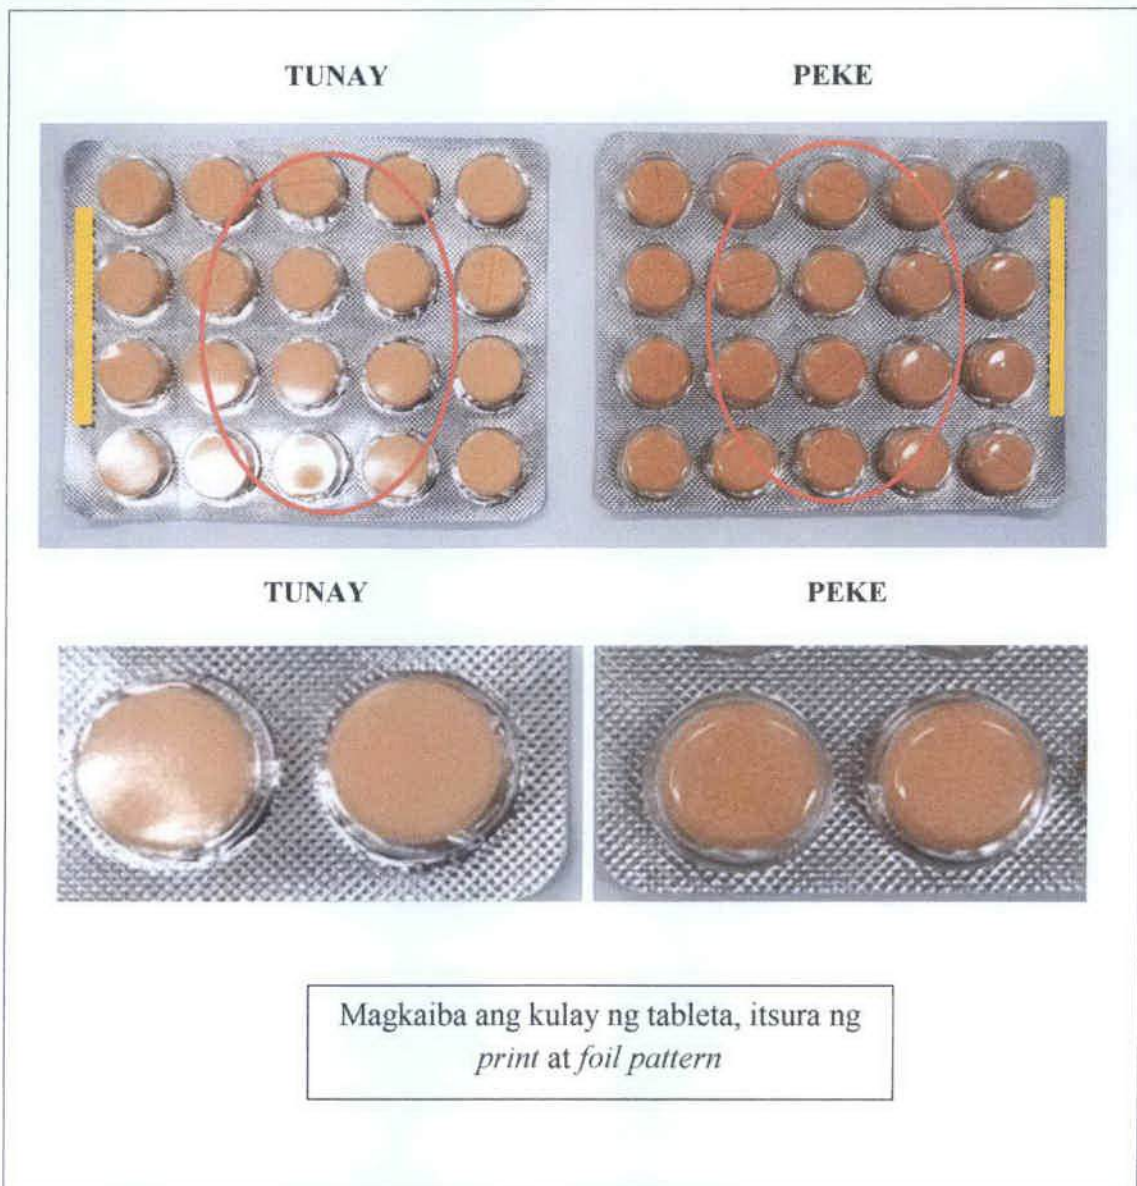 TUNAY
PEKE
TUNAY
PEKE
Magkaiba ang kulay ng tableta, itsura ng
print at foil pattern